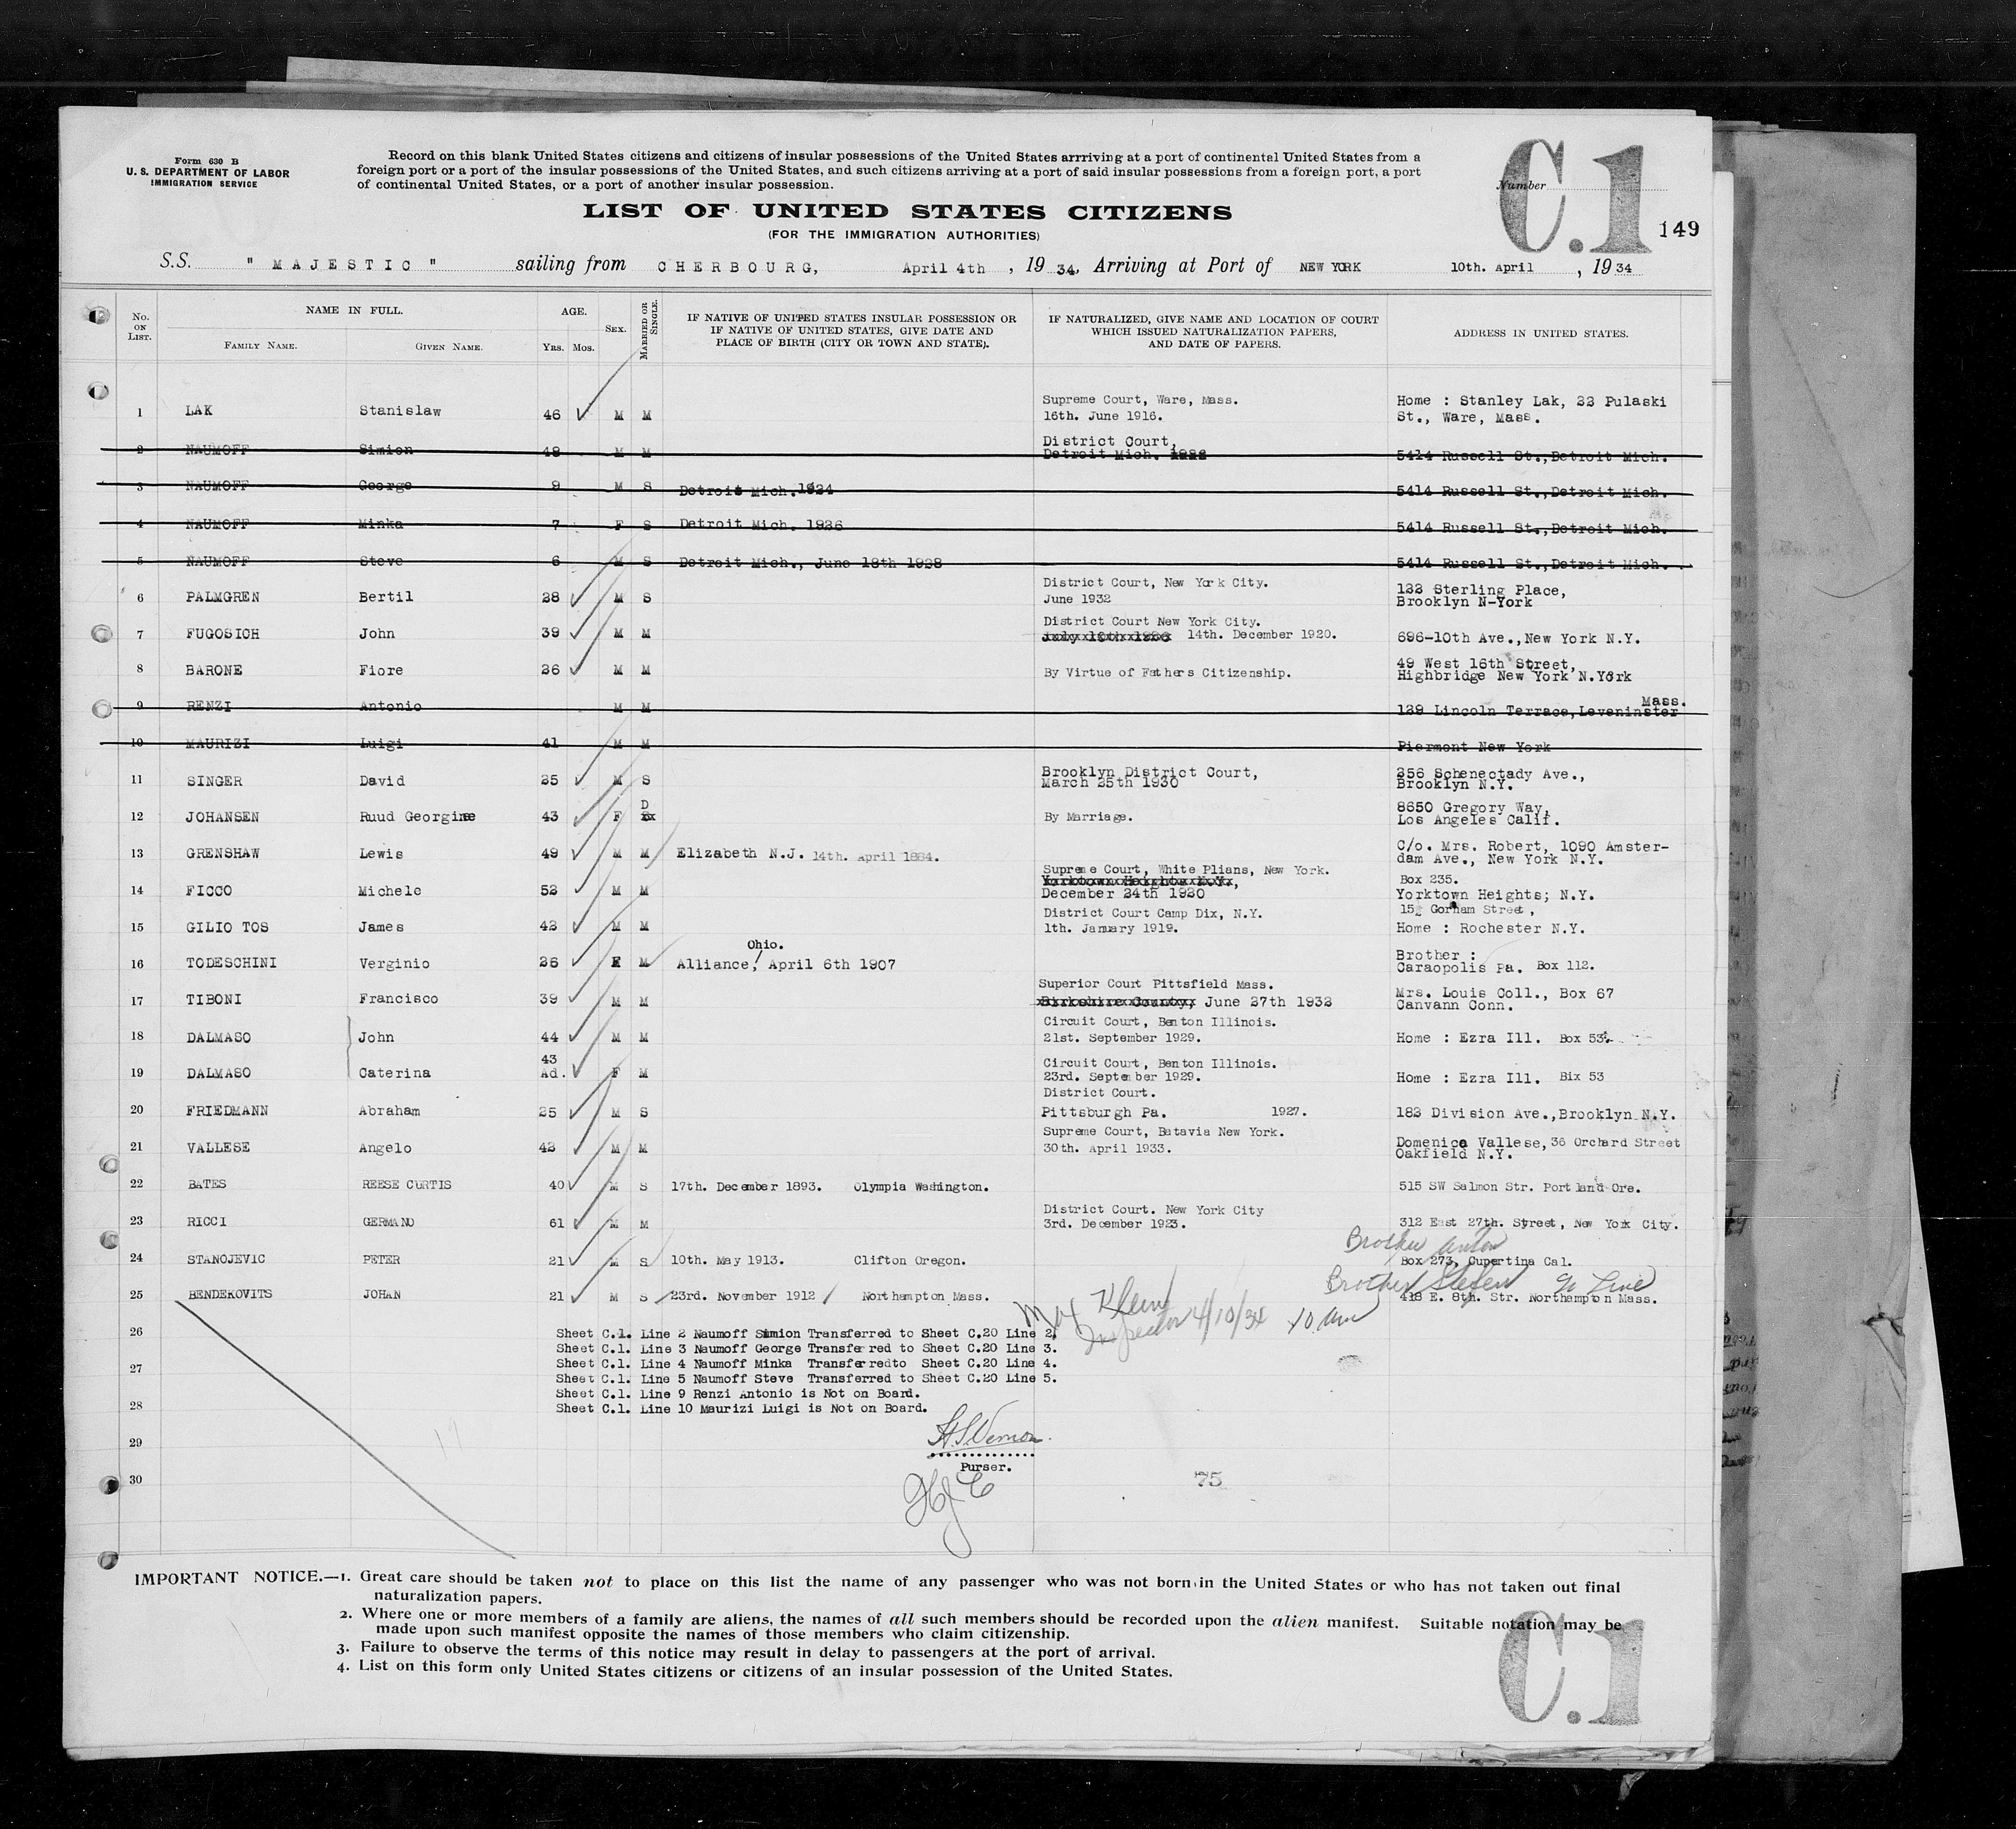 Form 630 B
U. S. DEPARTMENT OF LABOR
IMMIGRATION SERVICE
Record on this blank United States citizens and citizens of insular possessions of the United States arrriving at a port of continental United States from a
foreign port or a port of the insular possessions of the United States, and such citizens arriving at a port of said insular possessions from a foreign port, a port
of continental United States, or a port of another insular possession.
C.1
Number
149
LIST OF UNITED STATES CITIZENS
(FOR THE IMMIGRATION AUTHORITIES)
S.S. " MAJESTIC " sailing from CHERBOURG, April 4th , 19 34, Arriving at Port of NEW YORK 10th. April , 19 34
No. ON LIST.
NAME IN FULL.
FAMILY NAME. GIVEN NAME.
AGE.
Yrs. Mos.
SEX.
MARRIED OR SINGLE.
IF NATIVE OF UNITED STATES INSULAR POSSESSION OR
IF NATIVE OF UNITED STATES, GIVE DATE AND
PLACE OF BIRTH (CITY OR TOWN AND STATE).
IF NATURALIZED, GIVE NAME AND LOCATION OF COURT
WHICH ISSUED NATURALIZATION PAPERS,
AND DATE OF PAPERS.
ADDRESS IN UNITED STATES.
1 LAK Stanislaw 46 M M Supreme Court, Ware, Mass. Home : Stanley Lak, 22 Pulaski
16th. June 1916. St., Ware, Mass.
2 NAUMOFF Simion 48 M M District Court,
Detroit Mich. 5414 Russell St.,Detroit Mich.
3 NAUMOFF George 9 M S Detroit Mich. 1924 5414 Russell St.,Detroit Mich.
4 NAUMOFF Minka 7 F S Detroit Mich. 1926 5414 Russell St.,Detroit Mich.
5 NAUMOFF Steve 6 M S Detroit Mich., June 18th 1928 5414 Russell St.,Detroit Mich.
6 PALMGREN Bertil 28 M S District Court, New York City. 122 Sterling Place,
June 1932 Brooklyn N-York
7 FUGOSICH John 39 M M District Court New York City.
14th. December 1920. 696-10th Ave.,New York N.Y.
8 BARONE Fiore 26 M M By Virtue of Fathers Citizenship. 49 West 16th Street,
Highbridge New York N.York
9 RENZI Antonio M M 129 Lincoln Terrace,Leveninster Mass.
10 MAURIZI Luigi 41 M M Piermont New York
11 SINGER David 25 M S Brooklyn District Court, 256 Schenectady Ave.,
March 25th 1930 Brooklyn N.Y.
12 JOHANSEN Ruud Georgine 43 F D By Marriage. 8650 Gregory Way,
Los Angeles Calif.
13 GRENSHAW Lewis 49 M M Elizabeth N.J. 14th. April 1884. C/o. Mrs. Robert, 1090 Amster-
dam Ave., New York N.Y.
14 FICCO Michele 52 M M Supreme Court, White Plians, New York. Box 235.
Yorktown Heights N.Y.,
December 24th 1920 Yorktown Heights; N.Y.
15 GILIO TOS James 42 M M District Court Camp Dix, N.Y. Gorham Street,
1th. January 1919. Home : Rochester N.Y.
16 TODESCHINI Verginio 26 M Ohio.
Alliance, April 6th 1907 Brother :
Caraopolis Pa. Box 112.
17 TIBONI Francisco 39 M M Superior Court Pittsfield Mass. Mrs. Louis Coll., Box 67
Birkshire County, June 27th 1932 Canvann Conn.
18 DALMASO John 44 M M Circuit Court, Benton Illinois.
21st. September 1929. Home : Ezra Ill. Box 53
19 DALMASO Caterina 43 Ad. F M Circuit Court, Benton Illinois.
23rd. September 1929. Home : Ezra Ill. Bix 53
20 FRIEDMANN Abraham 25 M S District Court.
Pittsburgh Pa. 1927. 182 Division Ave.,Brooklyn N.Y.
21 VALLESE Angelo 42 M M Supreme Court, Batavia New York.
30th. April 1933. Domenica Vallese, 36 Orchard Street
Oakfield N.Y.
22 BATES REESE CURTIS 40 M S 17th. December 1893. Olympia Washington. 515 SW Salmon Str. Portland Ore.
23 RICCI GERMANO 61 M M District Court. New York City
3rd. December 1923. 312 East 27th. Street, New York City.
Brother Anton
24 STANOJEVIC PETER 21 M S 10th. May 1913. Clifton Oregon. Box 273, Cupertina Cal.
Brother Stefen
25 BENDEKOVITS JOHAN 21 M S 23rd. November 1912 Northampton Mass. 418 E. 8th. Str. Northampton Mass.
Max Klein
Inspector 4/10/34 10 am
26
27
28
29
30
Sheet C.1. Line 2 Naumoff Simion Transferred to Sheet C.20 Line 2.
Sheet C.1. Line 3 Naumoff George Transferred to Sheet C.20 Line 3.
Sheet C.1. Line 4 Naumoff Minka Transferredto Sheet C.20 Line 4.
Sheet C.1. Line 5 Naumoff Steve Transferred to Sheet C.20 Line 5.
Sheet C.1. Line 9 Renzi Antonio is Not on Board.
Sheet C.1. Line 10 Maurizi Luigi is Not on Board.
Vernon
Purser.
75
IMPORTANT NOTICE.—1. Great care should be taken not to place on this list the name of any passenger who was not born in the United States or who has not taken out final
naturalization papers.
2. Where one or more members of a family are aliens, the names of all such members should be recorded upon the alien manifest. Suitable notation may be
made upon such manifest opposite the names of those members who claim citizenship.
3. Failure to observe the terms of this notice may result in delay to passengers at the port of arrival.
4. List on this form only United States citizens or citizens of an insular possession of the United States.
C.1